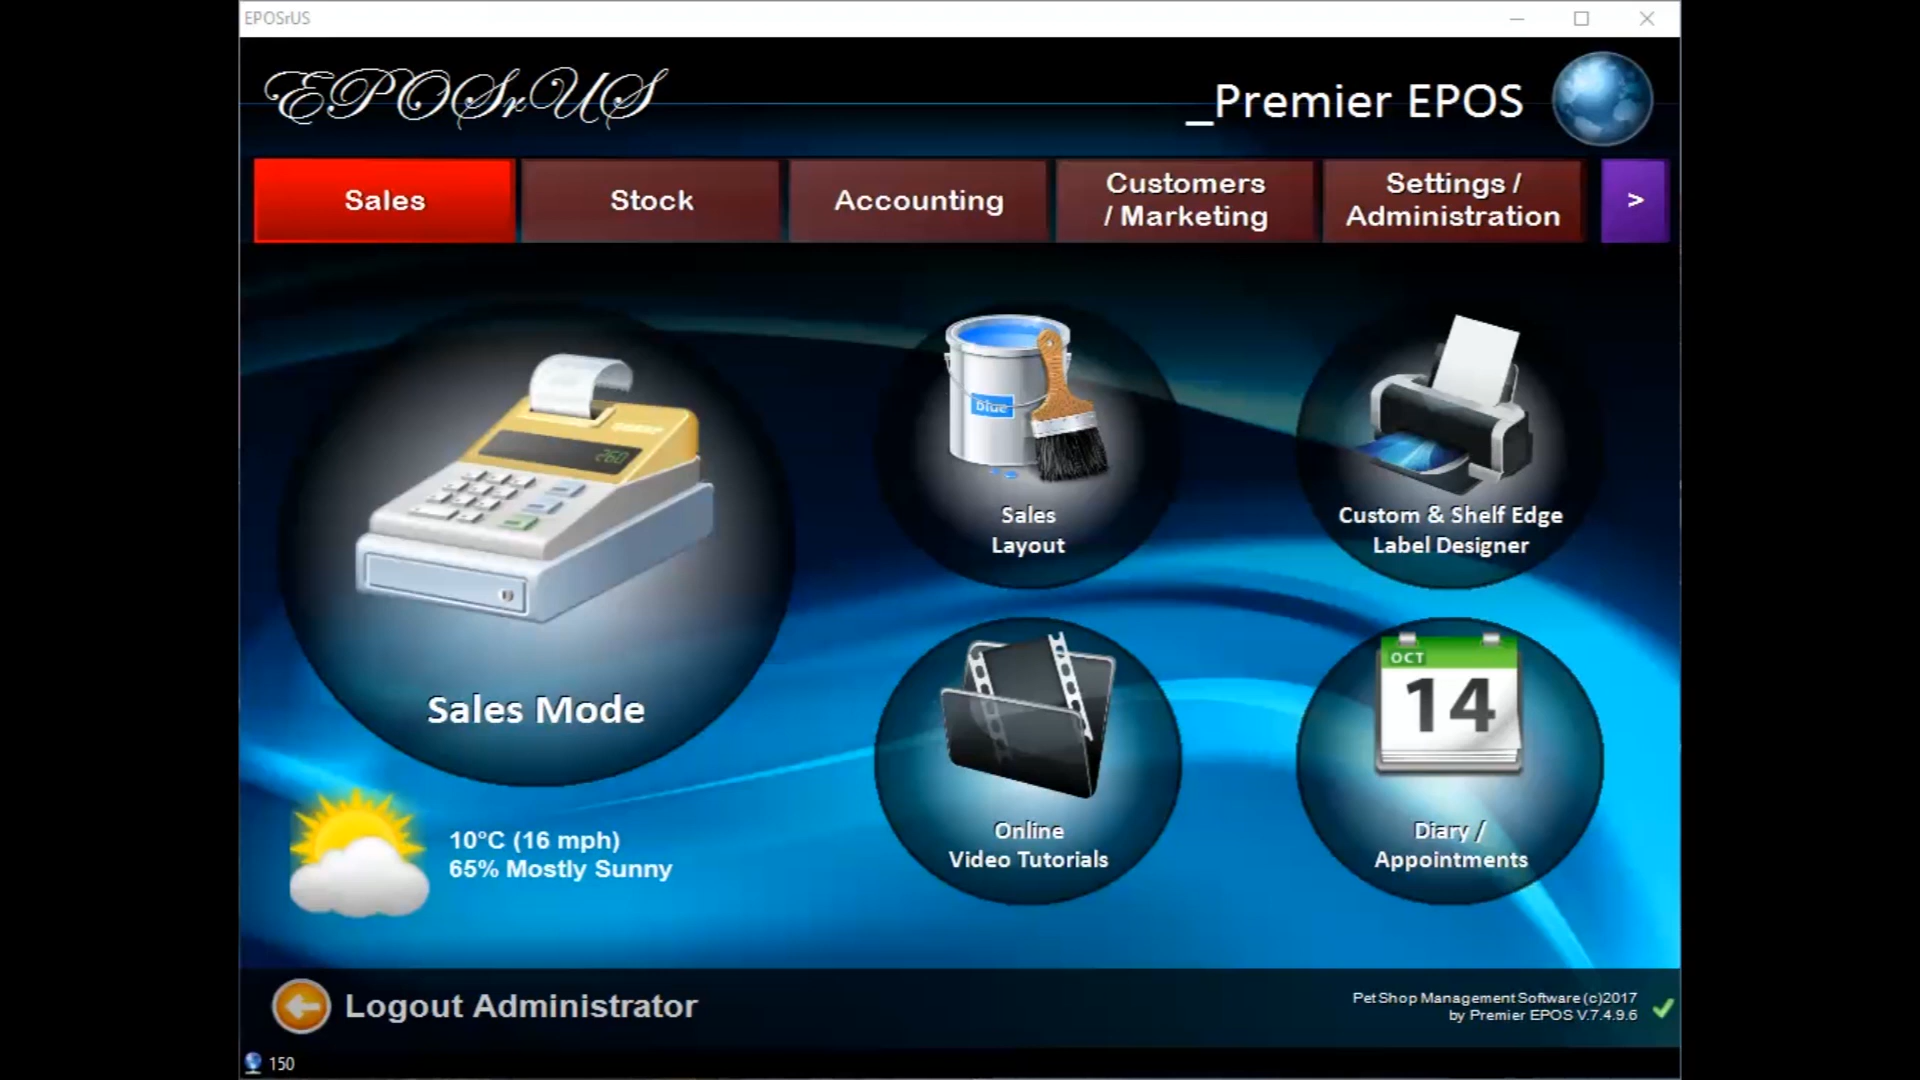 EPOSrUS
EPOSrUS
_Premier EPOS
Sales
Stock
Accounting
Customers
/ Marketing
Settings /
Administration
>
blue
260
Sales
Layout
Custom & Shelf Edge
Label Designer
Sales Mode
OCT
14
Online
Video Tutorials
Diary /
Appointments
10°C (16 mph)
65% Mostly Sunny
Logout Administrator
Pet Shop Management Software (c)2017
by Premier EPOS V.7.4.9.6
150